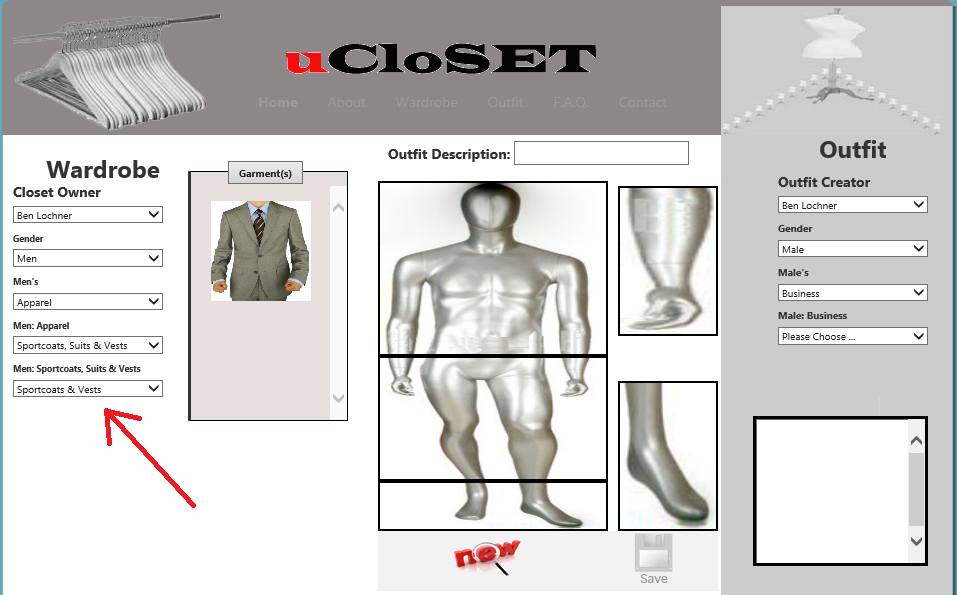 uCloSET
Home About Wardrobe Outfit F.A.Q. Contact
Wardrobe
Closet Owner
Ben Lochner
Gender
Men
Men's
Apparel
Men: Apparel
Sportcoats, Suits & Vests
Men: Sportcoats, Suits & Vests
Sportcoats & Vests
Garment(s)
Outfit Description:
new
Save
Outfit
Outfit Creator
Ben Lochner
Gender
Male
Male's
Business
Male: Business
Please Choose ...